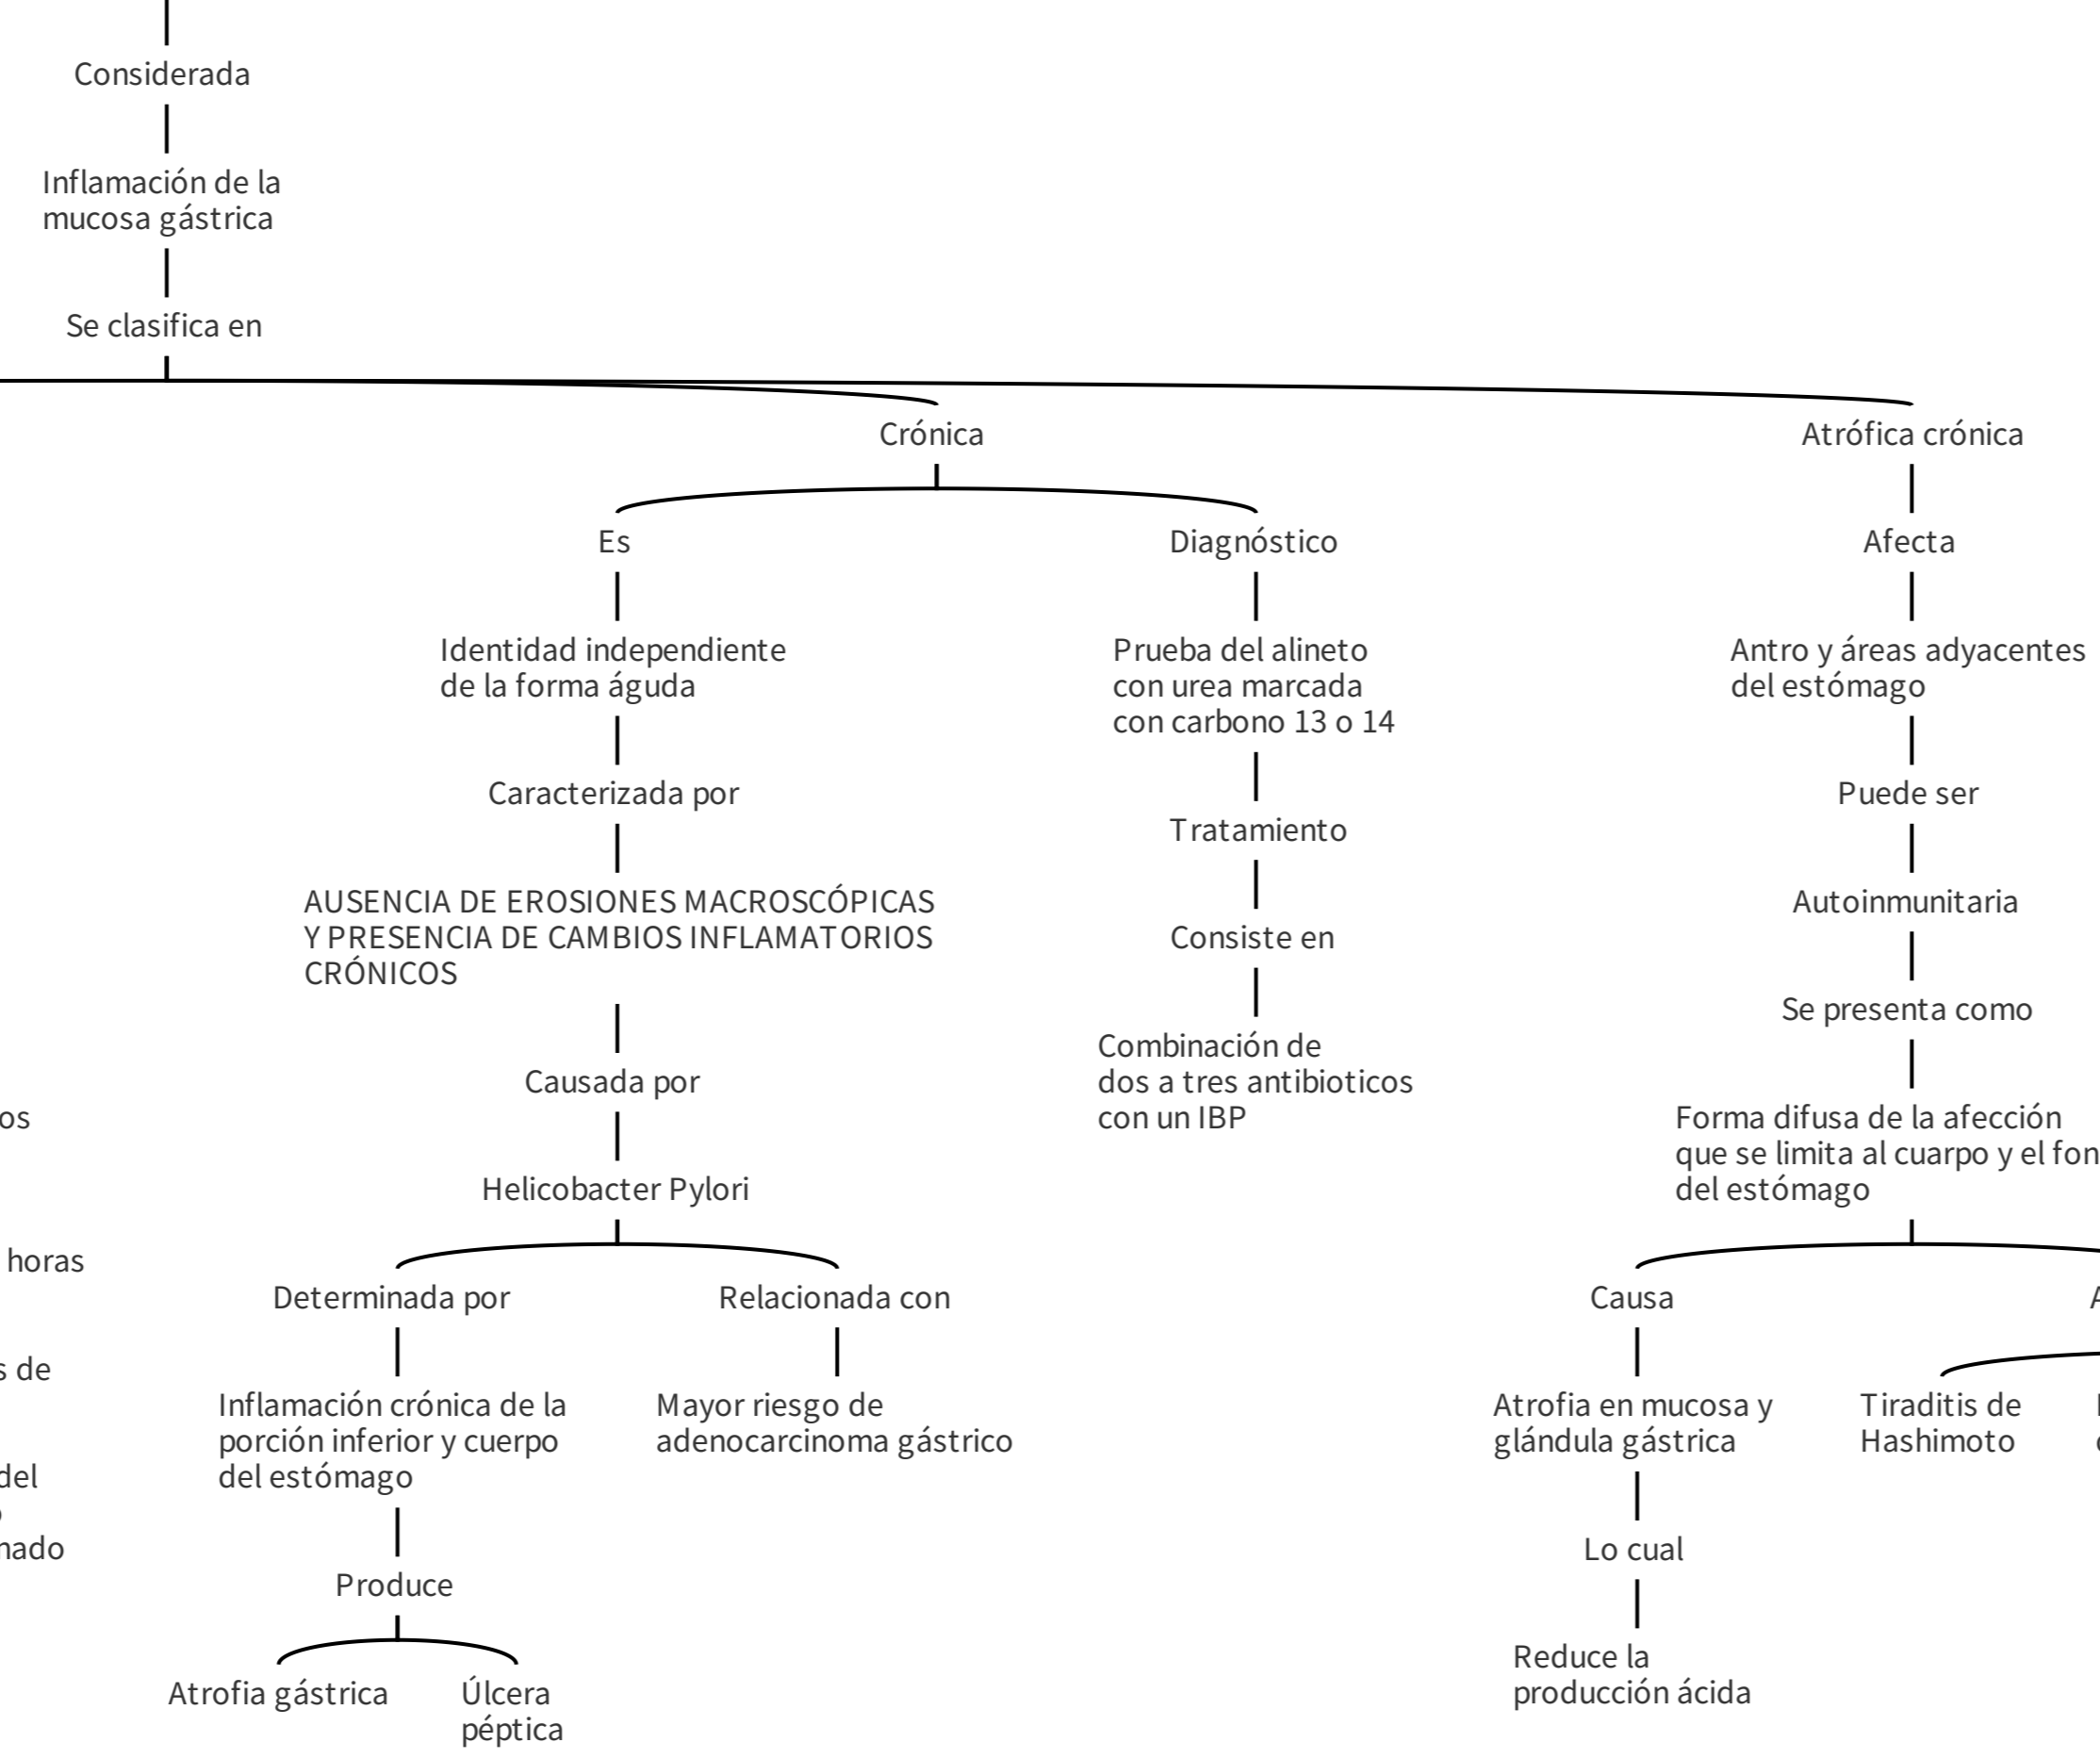 Considerada
Inflamación de la
mucosa gástrica
Se clasifica en
Crónica
Es
Identidad independiente
de la forma águda
Caracterizada por
AUSENCIA DE EROSIONES MACROSCÓPICAS
Y PRESENCIA DE CAMBIOS INFLAMATORIOS
CRÓNICOS
Causada por
Helicobacter Pylori
Determinada por
Inflamación crónica de la
porción inferior y cuerpo
del estómago
Produce
Atrofia gástrica
Úlcera
péptica
Relacionada con
Mayor riesgo de
adenocarcinoma gástrico
Diagnóstico
Prueba del alineto
con urea marcada
con carbono 13 o 14
Tratamiento
Consiste en
Combinación de
dos a tres antibioticos
con un IBP
Atrófica crónica
Afecta
Antro y áreas adyacentes
del estómago
Puede ser
Autoinmunitaria
Se presenta como
Forma difusa de la afección
que se limita al cuarpo y el
del estómago
Causa
Atrofia en mucosa y
glándula gástrica
Lo cual
Reduce la
producción ácida
Tiraditis de
Hashimoto
horas
de